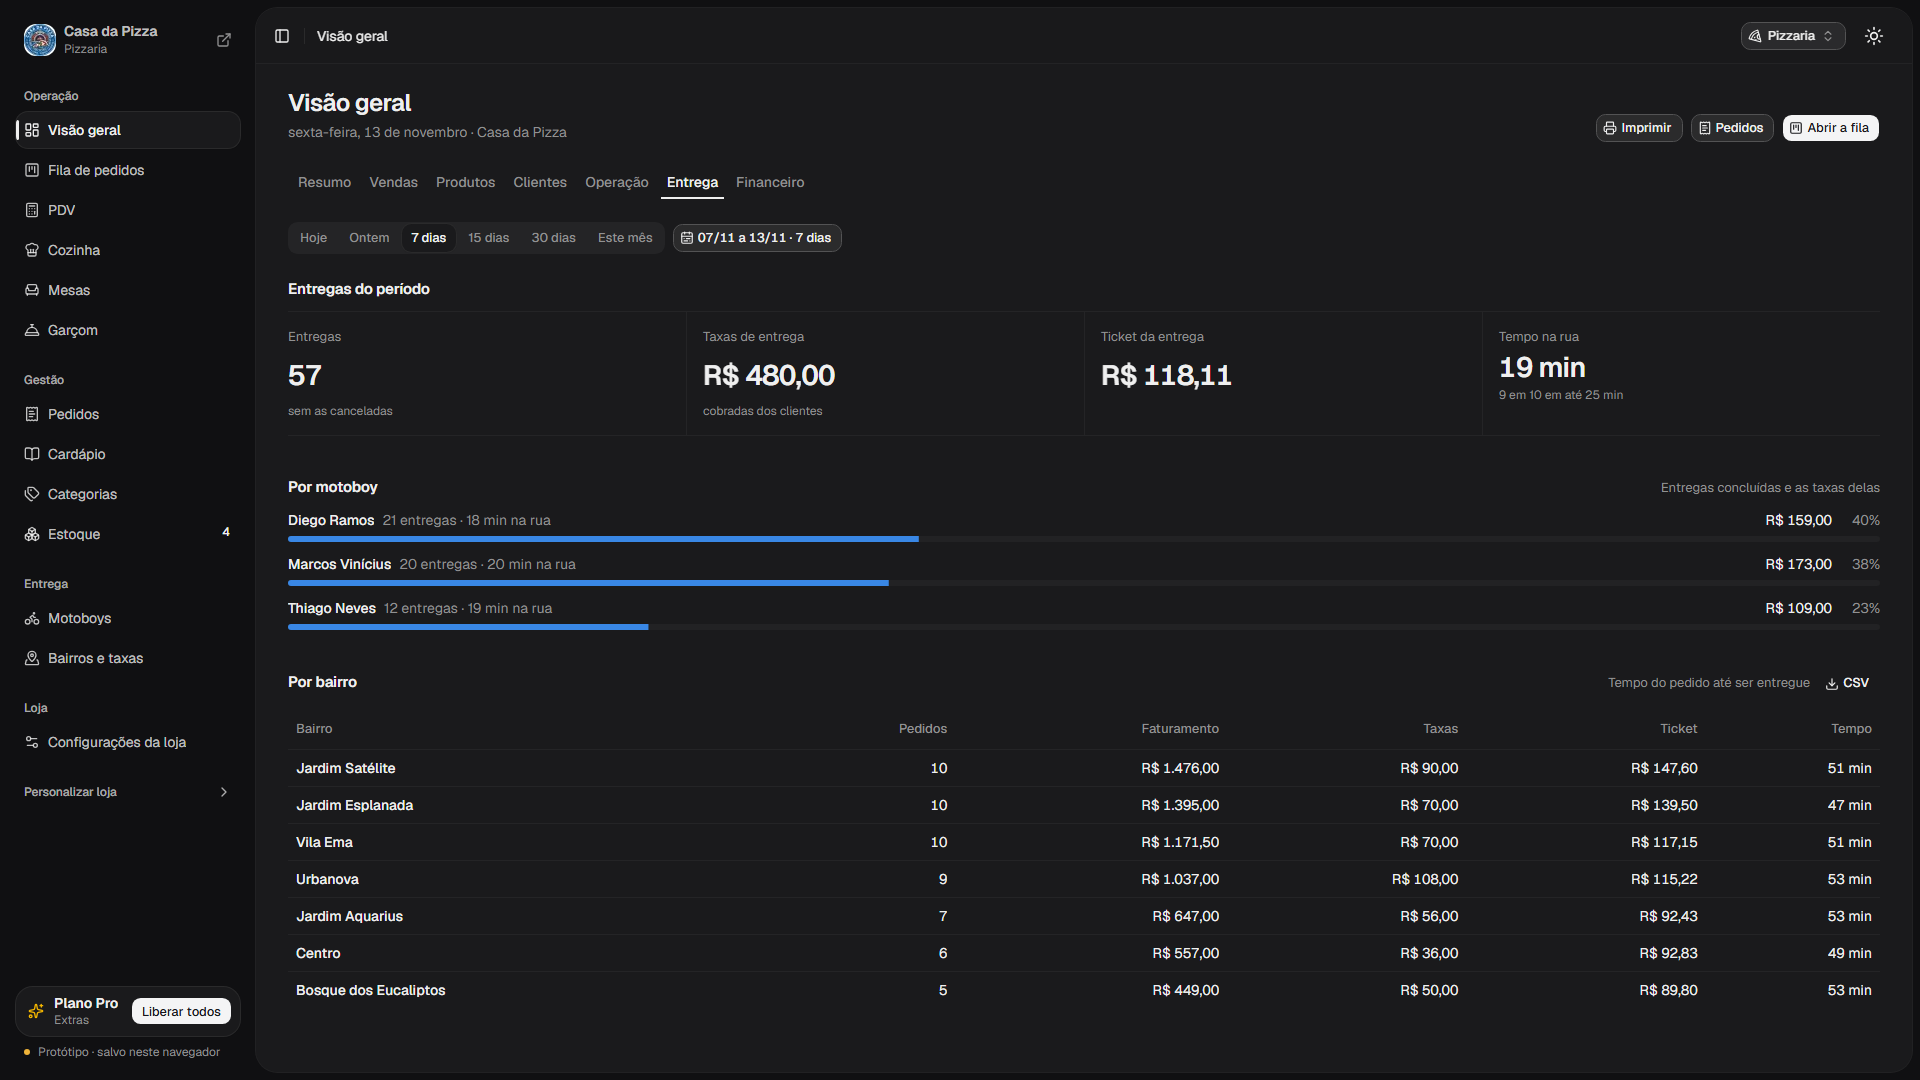 Casa da Pizza
Pizzaria
Operação
Visão geral
Fila de pedidos
PDV
Cozinha
Mesas
Garçom
Gestão
Pedidos
Cardápio
Categorias
Estoque 4
Entrega
Motoboys
Bairros e taxas
Loja
Configurações da loja
Personalizar loja
Plano Pro
Extras
Liberar todos
Protótipo · salvo neste navegador
Visão geral
Pizzaria
Visão geral
sexta-feira, 13 de novembro · Casa da Pizza
Imprimir Pedidos Abrir a fila
Resumo Vendas Produtos Clientes Operação Entrega Financeiro
Hoje Ontem 7 dias 15 dias 30 dias Este mês 07/11 a 13/11 · 7 dias
Entregas do período
Entregas
57
sem as canceladas
Taxas de entrega
R$ 480,00
cobradas dos clientes
Ticket da entrega
R$ 118,11
Tempo na rua
19 min
9 em 10 em até 25 min
Por motoboy Entregas concluídas e as taxas delas
Diego Ramos 21 entregas · 18 min na rua R$ 159,00 40%
Marcos Vinícius 20 entregas · 20 min na rua R$ 173,00 38%
Thiago Neves 12 entregas · 19 min na rua R$ 109,00 23%
Por bairro Tempo do pedido até ser entregue CSV
Bairro Pedidos Faturamento Taxas Ticket Tempo
Jardim Satélite 10 R$ 1.476,00 R$ 90,00 R$ 147,60 51 min
Jardim Esplanada 10 R$ 1.395,00 R$ 70,00 R$ 139,50 47 min
Vila Ema 10 R$ 1.171,50 R$ 70,00 R$ 117,15 51 min
Urbanova 9 R$ 1.037,00 R$ 108,00 R$ 115,22 53 min
Jardim Aquarius 7 R$ 647,00 R$ 56,00 R$ 92,43 53 min
Centro 6 R$ 557,00 R$ 36,00 R$ 92,83 49 min
Bosque dos Eucaliptos 5 R$ 449,00 R$ 50,00 R$ 89,80 53 min